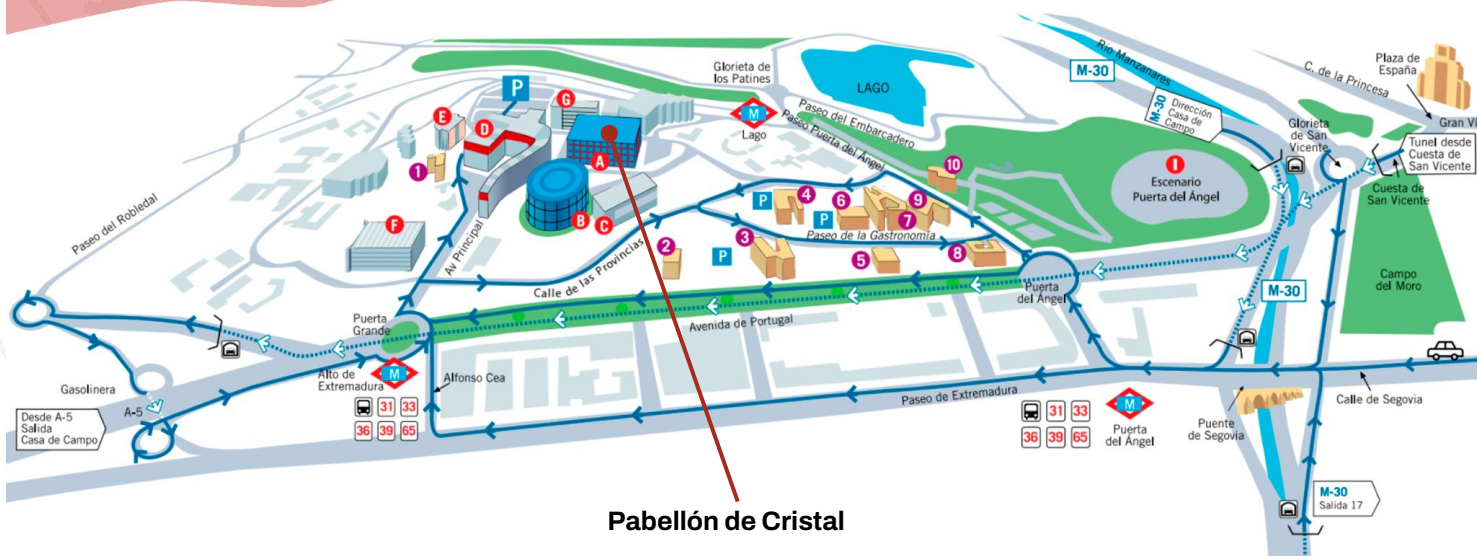 Plaza de
España
C. de la Princesa
Gran Ví
Río Manzanares
M-30
M-30 Dirección
Casa de
Campo
Glorieta
de San
Vicente
Tunel desde
Cuesta de
San Vicente
Cuesta de
San Vicente
Glorieta de
los Patines
LAGO
P
M
Lago
Paseo del Embarcadero
Paseo Puerta del Ángel
G
E
D
A
B
C
F
I
Escenario
Puerta del Ángel
1
2
3
4
5
6
7
8
9
10
P
P
P
Paseo de la Gastronomía
Paseo del Robledal
Av Principal
Calle de las Provincias
Puerta
del Ángel
M-30
Campo
del Moro
Puerta
Grande
Avenida de Portugal
Alto de
Extremadura
M
Alfonso Cea
Gasolinera
A-5
Desde A-5
Salida
Casa de Campo
31 33
36 39 65
Paseo de Extremadura
31 33
36 39 65
M
Puerta
del Ángel
Puente
de Segovia
Calle de Segovia
M-30
Salida 17
Pabellón de Cristal